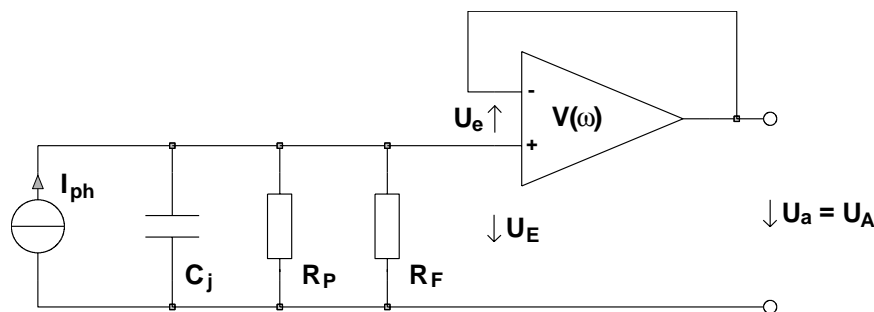 -
U_e
V(ω)
+
I_ph
U_E
U_a = U_A
C_j
R_P
R_F